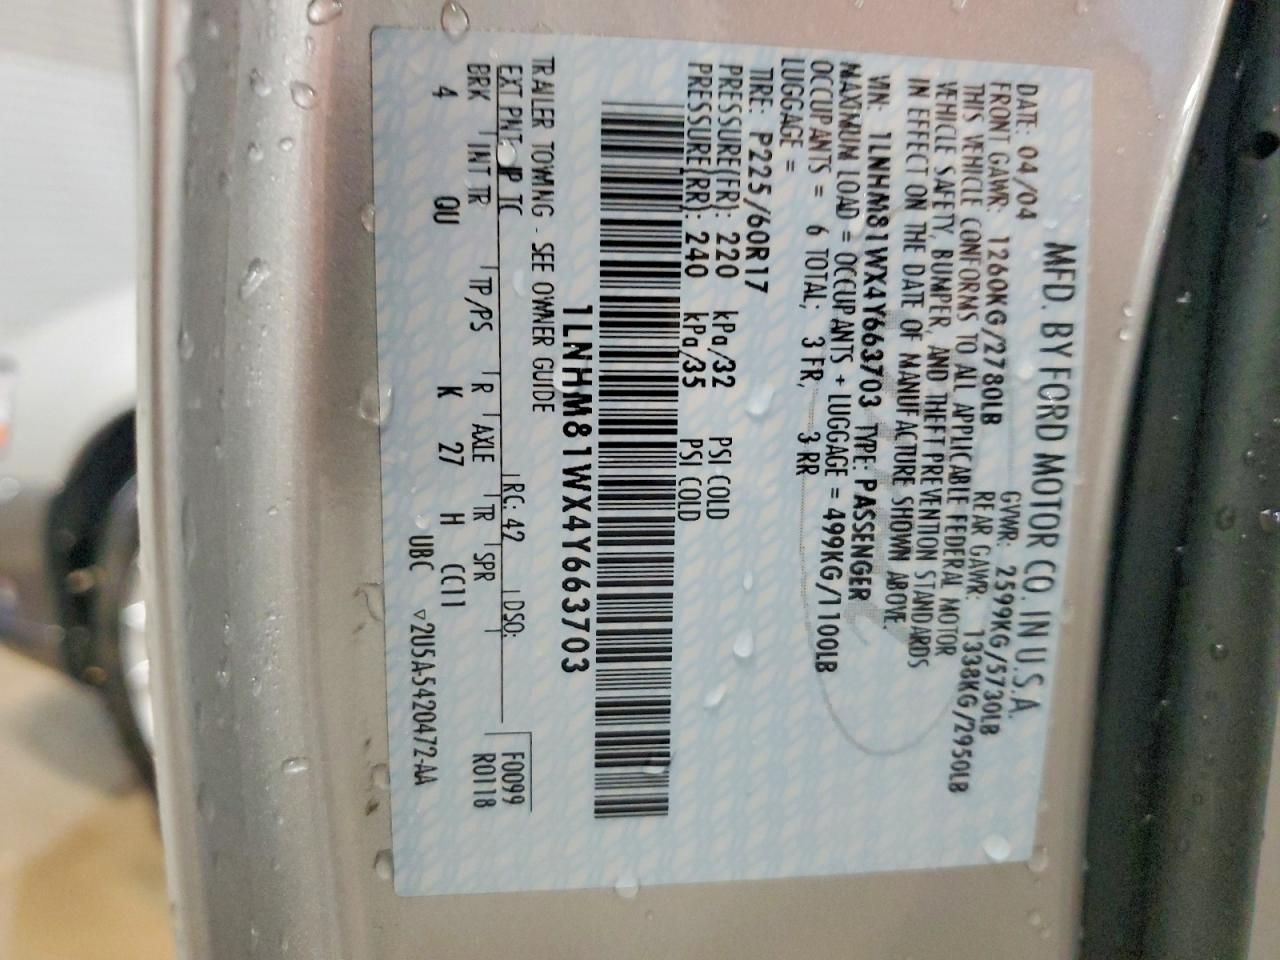 MFD. BY FORD MOTOR CO. IN U.S.A.
DATE: 04/04 GVWR: 2599KG/5730LB
FRONT GAWR: 1260KG/2780LB REAR GAWR: 1338KG/2950LB
THIS VEHICLE CONFORMS TO ALL APPLICABLE FEDERAL MOTOR
VEHICLE SAFETY, BUMPER, AND THEFT PREVENTION STANDARDS
IN EFFECT ON THE DATE OF MANUFACTURE SHOWN ABOVE.
VIN: 1LNHM81WX4Y663703 TYPE: PASSENGER
MAXIMUM LOAD = OCCUPANTS + LUGGAGE = 499KG/1100LB
OCCUPANTS = 6 TOTAL; 3 FR, 3 RR
LUGGAGE =
TIRE: P225/60R17
PRESSURE(FR): 220 kPa/32 PSI COLD
PRESSURE(RR): 240 kPa/35 PSI COLD
1LNHM81WX4Y663703
TRAILER TOWING - SEE OWNER GUIDE
EXT PNT: P TC RC: 42 DSO: F0099
BRK INT TR TP/PS R AXLE TR SPR R0118
4 QU K 27 H CC11
UBC ▽2U5A-5420472-AA